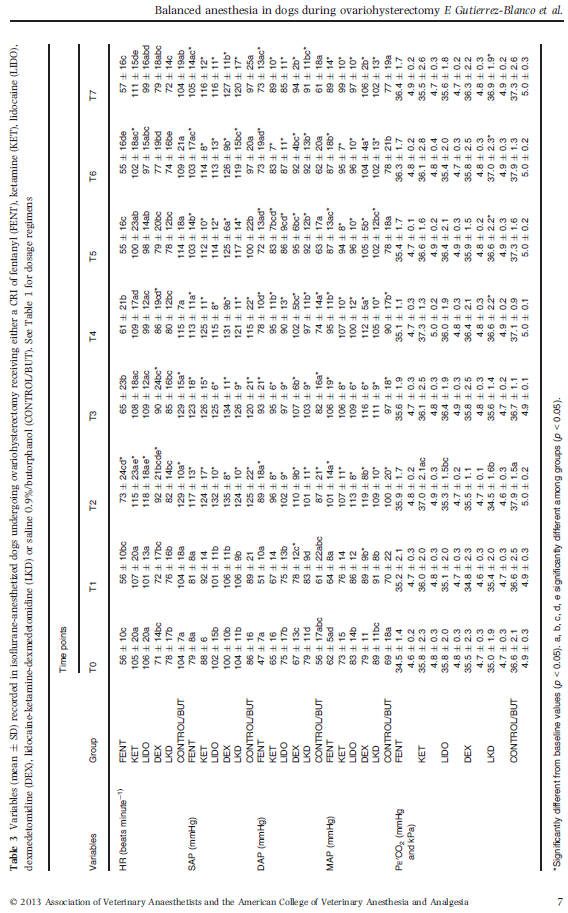 Balanced anesthesia in dogs during ovariohysterectomy E Gutierrez-Blanco et al.
Table 3 Variables (mean ± SD) recorded in isoflurane-anesthetized dogs undergoing ovariohysterectomy receiving either a CRI of fentanyl (FENT), ketamine (KET), lidocaine (LIDO),
dexmedetomidine (DEX), lidocaine-ketamine-dexmedetomidine (LKD) or saline 0.9%/butorphanol (CONTROL/BUT). See Table 1 for dosage regimens
Time points
Variables Group T0 T1 T2 T3 T4 T5 T6 T7
HR (beats minute⁻¹) FENT 56 ± 10c 56 ± 10bc 73 ± 24cd* 65 ± 23b 61 ± 21b 55 ± 16c 55 ± 16de 57 ± 16c
KET 105 ± 20a 107 ± 20a 115 ± 23ae* 108 ± 18ac 109 ± 17ad 100 ± 23ab 102 ± 18ac* 111 ± 15de
LIDO 106 ± 20a 101 ± 13a 118 ± 18ae* 109 ± 12ac 99 ± 12ac 98 ± 14ab 97 ± 15abc 99 ± 16abd
DEX 71 ± 14bc 72 ± 17bc 92 ± 21bcde* 90 ± 24bc* 86 ± 19cd* 79 ± 20bc 77 ± 19bd 79 ± 18abc
LKD 78 ± 17b 76 ± 16b 82 ± 14bc 85 ± 16bc 80 ± 12bc 78 ± 12bc 74 ± 16be 72 ± 14c
CONTROL/BUT 104 ± 7a 104 ± 18a 129 ± 10a* 129 ± 15a* 115 ± 7a 114 ± 18a 109 ± 21a 104 ± 19ab
SAP (mmHg) FENT 79 ± 8a 81 ± 8a 117 ± 13* 123 ± 18* 113 ± 11a* 103 ± 14b* 103 ± 17ac* 105 ± 14ac*
KET 88 ± 6 92 ± 14 124 ± 17* 126 ± 15* 125 ± 11* 112 ± 10* 114 ± 8* 116 ± 12*
LIDO 102 ± 15b 101 ± 11b 132 ± 10* 125 ± 6* 115 ± 8* 114 ± 12* 113 ± 13* 116 ± 11*
DEX 100 ± 10b 106 ± 11b 135 ± 8* 134 ± 11* 131 ± 9b* 125 ± 6a* 126 ± 9b* 127 ± 11b*
LKD 104 ± 11b 106 ± 9b 124 ± 10* 126 ± 9* 121 ± 11* 117 ± 14* 119 ± 15bc* 120 ± 17*
CONTROL/BUT 86 ± 16 89 ± 21 125 ± 22* 120 ± 21* 115 ± 22* 100 ± 22b 97 ± 20a 97 ± 25a
DAP (mmHg) FENT 47 ± 7a 51 ± 10a 89 ± 18a* 93 ± 21* 78 ± 10d* 72 ± 13ad* 73 ± 19ad* 73 ± 13ac*
KET 65 ± 16 67 ± 14 96 ± 8* 95 ± 6* 95 ± 11b* 83 ± 7bcd* 83 ± 7* 89 ± 10*
LIDO 75 ± 17b 75 ± 13b 102 ± 9* 97 ± 9* 90 ± 13* 86 ± 9cd* 87 ± 11* 85 ± 11*
DEX 67 ± 13c 78 ± 12c* 110 ± 9b* 107 ± 6b* 102 ± 5bc* 95 ± 6bc* 92 ± 4bc* 94 ± 2b*
LKD 79 ± 11d 83 ± 9d 101 ± 11* 103 ± 9* 97 ± 11* 92 ± 12b* 92 ± 13b* 91 ± 11bc*
CONTROL/BUT 56 ± 17abc 61 ± 22abc 87 ± 21* 82 ± 16a* 74 ± 14a* 63 ± 17a 62 ± 20a 61 ± 18a
MAP (mmHg) FENT 62 ± 5ad 64 ± 8a 101 ± 14a* 106 ± 18* 95 ± 11a* 87 ± 13ac* 87 ± 18b* 89 ± 14*
KET 73 ± 15 76 ± 14 107 ± 11* 106 ± 8* 107 ± 10* 94 ± 8* 95 ± 7* 99 ± 10*
LIDO 83 ± 14b 86 ± 12 113 ± 8* 109 ± 6* 100 ± 12* 96 ± 10* 96 ± 10* 97 ± 10*
DEX 79 ± 11 89 ± 9b* 119 ± 8b* 116 ± 6* 112 ± 5a* 105 ± 5b* 104 ± 4a* 106 ± 2b*
LKD 89 ± 11bc 91 ± 8b 109 ± 10* 111 ± 9* 105 ± 10* 102 ± 12bc* 102 ± 13* 102 ± 13*
CONTROL/BUT 69 ± 18a 70 ± 22 100 ± 20* 97 ± 18* 90 ± 17b* 78 ± 18a 78 ± 21b 77 ± 19a
PE′CO2 (mmHg FENT 34.5 ± 1.4 35.2 ± 2.1 35.9 ± 1.7 35.6 ± 1.9 35.1 ± 1.1 35.4 ± 1.7 36.3 ± 1.7 36.4 ± 1.7
and kPa) 4.6 ± 0.2 4.7 ± 0.3 4.8 ± 0.2 4.7 ± 0.3 4.7 ± 0.3 4.7 ± 0.1 4.8 ± 0.2 4.9 ± 0.2
KET 35.8 ± 2.3 36.0 ± 2.0 37.0 ± 2.1ac 36.1 ± 2.5 37.3 ± 1.3 36.6 ± 1.6 36.1 ± 2.8 35.5 ± 2.6
4.8 ± 0.3 4.8 ± 0.3 4.9 ± 0.3 4.8 ± 0.3 5.0 ± 0.2 4.9 ± 0.2 4.8 ± 0.4 4.7 ± 0.3
LIDO 35.8 ± 2.0 35.1 ± 2.0 35.3 ± 1.5bc 36.4 ± 1.9 36.0 ± 1.9 36.4 ± 2.1 35.4 ± 2.0 35.6 ± 1.8
4.8 ± 0.3 4.7 ± 0.3 4.7 ± 0.2 4.9 ± 0.3 4.8 ± 0.3 4.9 ± 0.3 4.7 ± 0.3 4.7 ± 0.2
DEX 35.5 ± 2.3 34.8 ± 2.3 35.5 ± 1.1 35.8 ± 2.5 36.4 ± 2.1 35.9 ± 1.5 35.8 ± 2.5 36.3 ± 2.2
4.7 ± 0.3 4.6 ± 0.3 4.7 ± 0.1 4.8 ± 0.3 4.8 ± 0.3 4.8 ± 0.2 4.8 ± 0.3 4.8 ± 0.3
LKD 35.0 ± 1.9 35.4 ± 2.0 34.5 ± 1.6b 35.6 ± 1.4 36.6 ± 2.2* 36.6 ± 2.2* 37.0 ± 2.3* 36.9 ± 1.9*
4.7 ± 0.3 4.7 ± 0.3 4.6 ± 0.2 4.7 ± 0.2 4.9 ± 0.3 4.9 ± 0.3 4.9 ± 0.3 4.9 ± 0.2
CONTROL/BUT 36.6 ± 2.1 36.6 ± 2.5 37.9 ± 1.5a 36.7 ± 1.1 37.1 ± 0.9 37.3 ± 1.6 37.9 ± 1.3 37.3 ± 2.6
4.9 ± 0.3 4.9 ± 0.3 5.0 ± 0.2 4.9 ± 0.1 5.0 ± 0.1 5.0 ± 0.2 5.0 ± 0.2 5.0 ± 0.3
*Significantly different from baseline values (p < 0.05). a, b, c, d, e significantly different among groups (p < 0.05).
© 2013 Association of Veterinary Anaesthetists and the American College of Veterinary Anesthesia and Analgesia 7